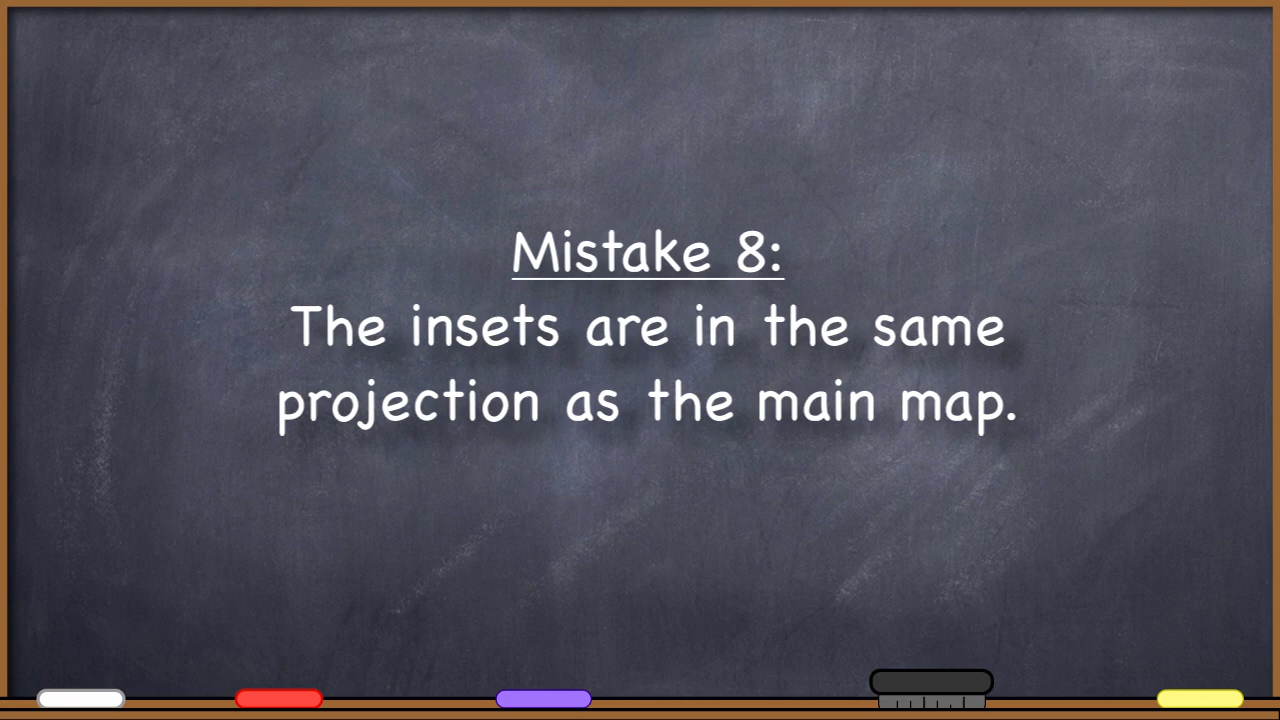 Mistake 8:
The insets are in the same
projection as the main map.